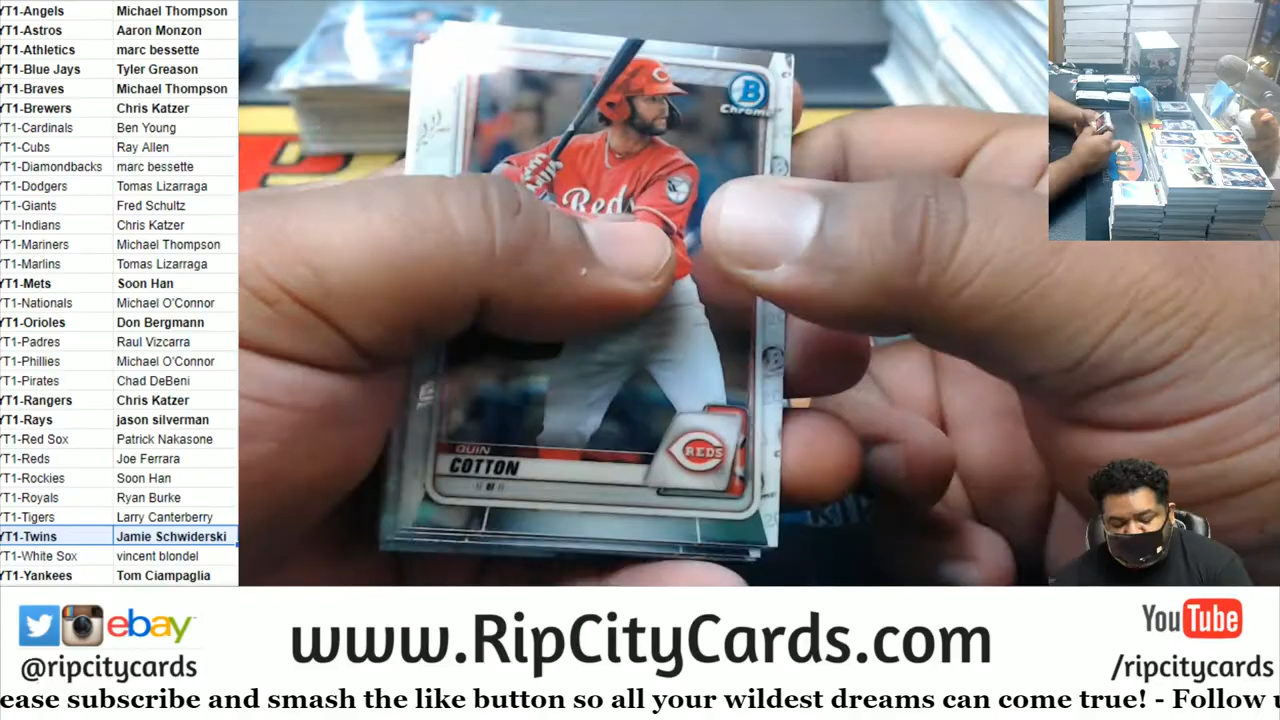 YT1-Angels Michael Thompson
YT1-Astros Aaron Monzon
YT1-Athletics marc bessette
YT1-Blue Jays Tyler Greason
YT1-Braves Michael Thompson
YT1-Brewers Chris Katzer
YT1-Cardinals Ben Young
YT1-Cubs Ray Allen
YT1-Diamondbacks marc bessette
YT1-Dodgers Tomas Lizarraga
YT1-Giants Fred Schultz
YT1-Indians Chris Katzer
YT1-Mariners Michael Thompson
YT1-Marlins Tomas Lizarraga
YT1-Mets Soon Han
YT1-Nationals Michael O'Connor
YT1-Orioles Don Bergmann
YT1-Padres Raul Vizcarra
YT1-Phillies Michael O'Connor
YT1-Pirates Chad DeBeni
YT1-Rangers Chris Katzer
YT1-Rays jason silverman
YT1-Red Sox Patrick Nakasone
YT1-Reds Joe Ferrara
YT1-Rockies Soon Han
YT1-Royals Ryan Burke
YT1-Tigers Larry Canterberry
YT1-Twins Jamie Schwiderski
YT1-White Sox vincent blondel
YT1-Yankees Tom Ciampaglia
B
Chrome
Reds
REDS
QUIN
COTTON
ebay
@ripcitycards
www.RipCityCards.com
YouTube
/ripcitycards
ease subscribe and smash the like button so all your wildest dreams can come true! - Follow u